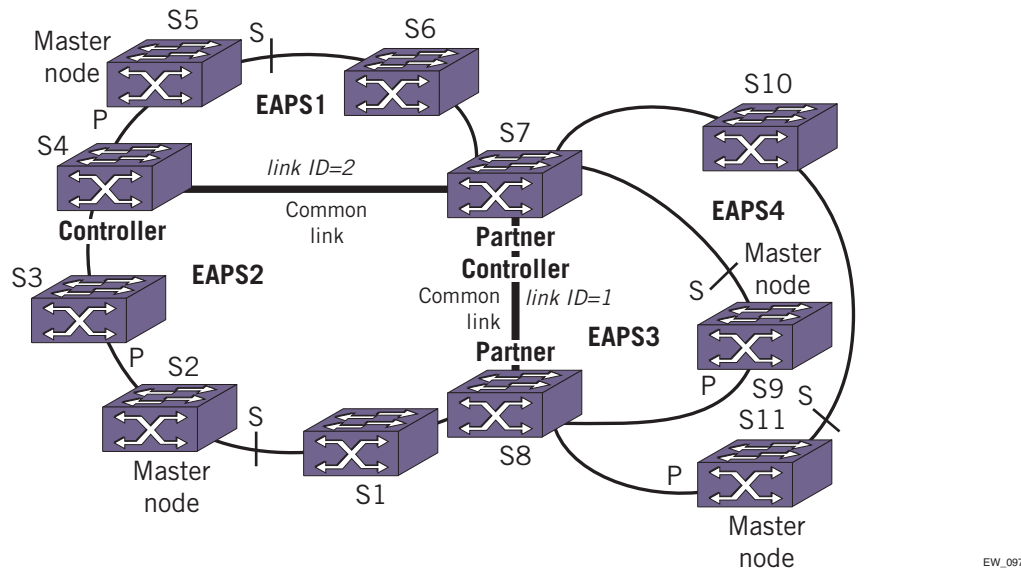 S5
S
S6
Master
node
EAPS1
P
S10
S4
S7
link ID=2
Common
link
EAPS4
Controller
Partner
Controller
EAPS2
S3
Master
node
S
Common
link
link ID=1
EAPS3
P
Partner
S2
P
S9
S
S11
S
Master
node
S1
S8
P
Master
node
EW_097